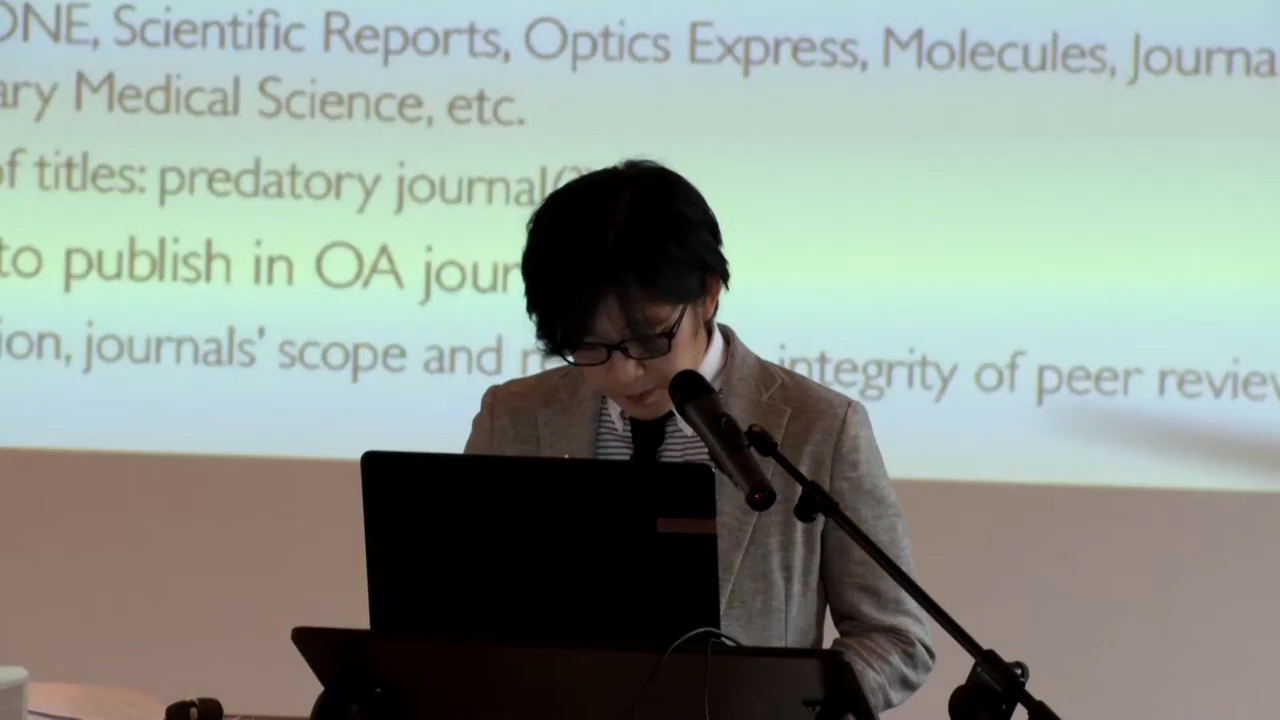 ONE, Scientific Reports, Optics Express, Molecules, Journa
ary Medical Science, etc.
of titles: predatory journal(?)
to publish in OA jour
ion, journals' scope and integrity of peer review